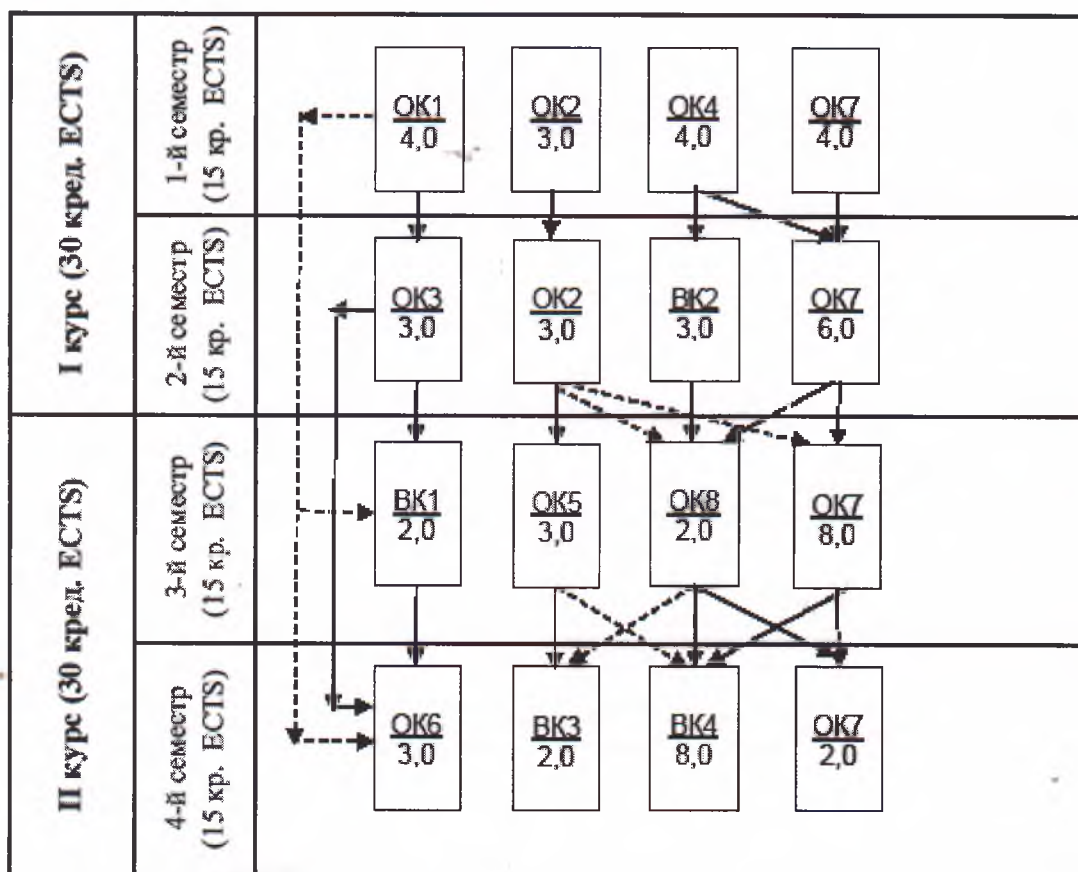 I курс (30 кред. ECTS)
1-й семестр
(15 кр. ECTS)
ОК1
4,0
ОК2
3,0
ОК4
4,0
ОК7
4,0
2-й семестр
(15 кр. ECTS)
ОК3
3,0
ОК2
3,0
ВК2
3,0
ОК7
6,0
II курс (30 кред. ECTS)
3-й семестр
(15 кр. ECTS)
ВК1
2,0
ОК5
3,0
ОК8
2,0
ОК7
8,0
4-й семестр
(15 кр. ECTS)
ОК6
3,0
ВК3
2,0
ВК4
8,0
ОК7
2,0